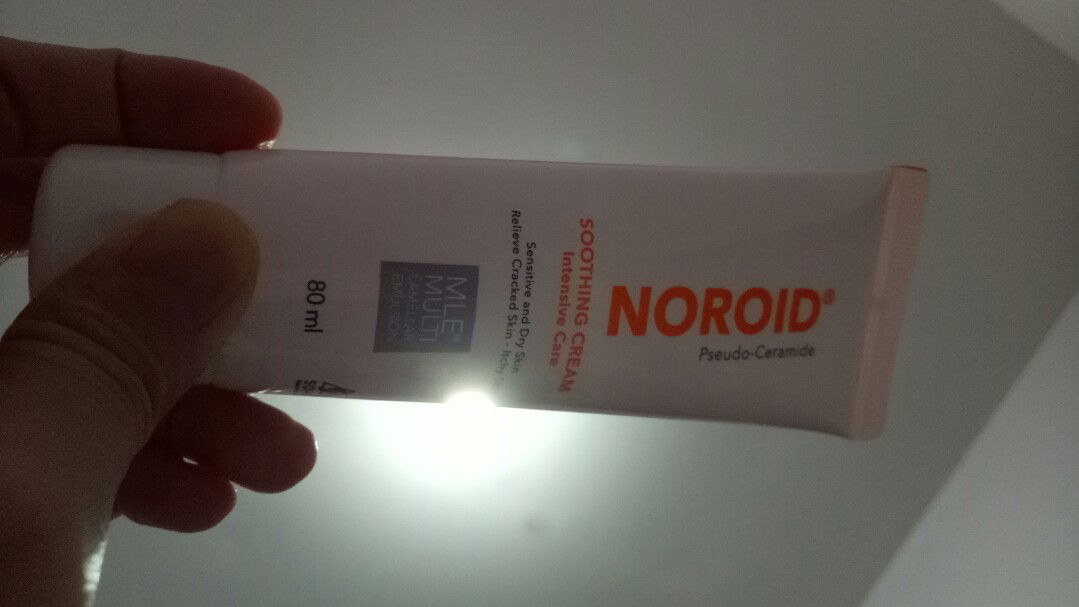 NOROID®
Pseudo-Ceramide
SOOTHING CREAM
Intensive Care
Sensitive and Dry Skin
Relieve Cracked Skin - Itchy
MLE®
MULTI
LAMELLAR
EMULSION
80 ml